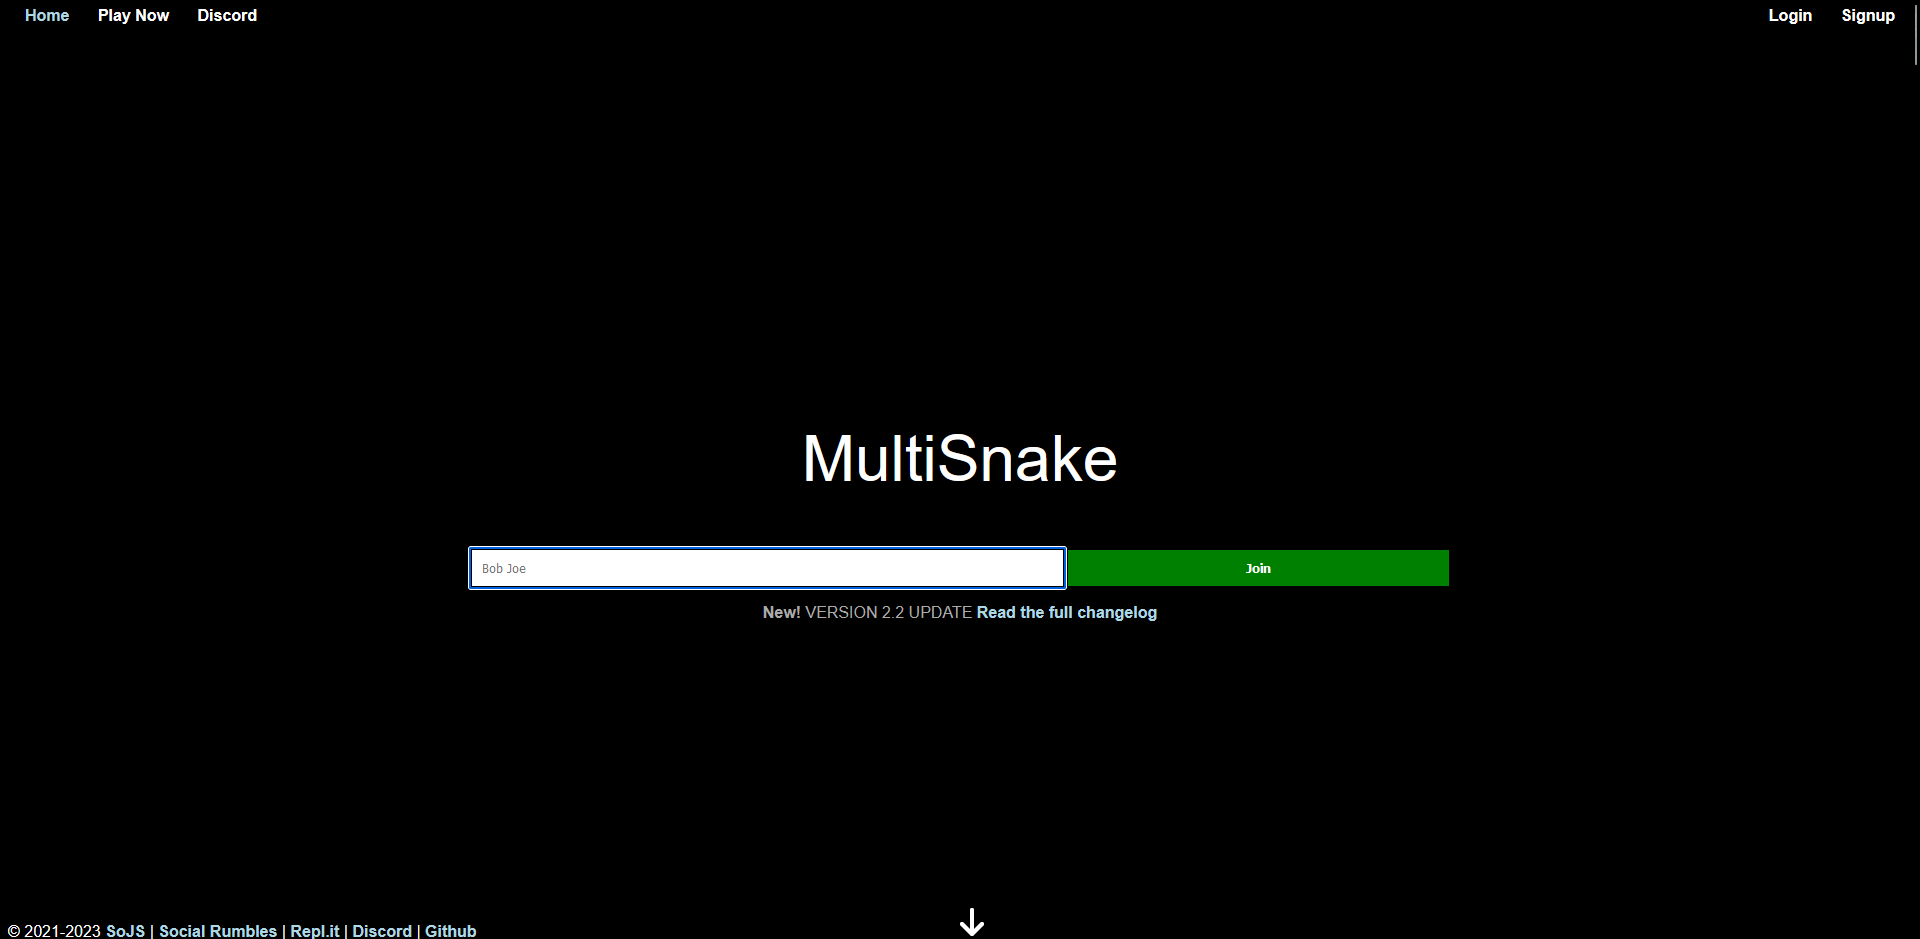 Home Play Now Discord Login Signup
MultiSnake
Bob Joe Join
New! VERSION 2.2 UPDATE Read the full changelog
© 2021-2023 SoJS | Social Rumbles | Repl.it | Discord | Github